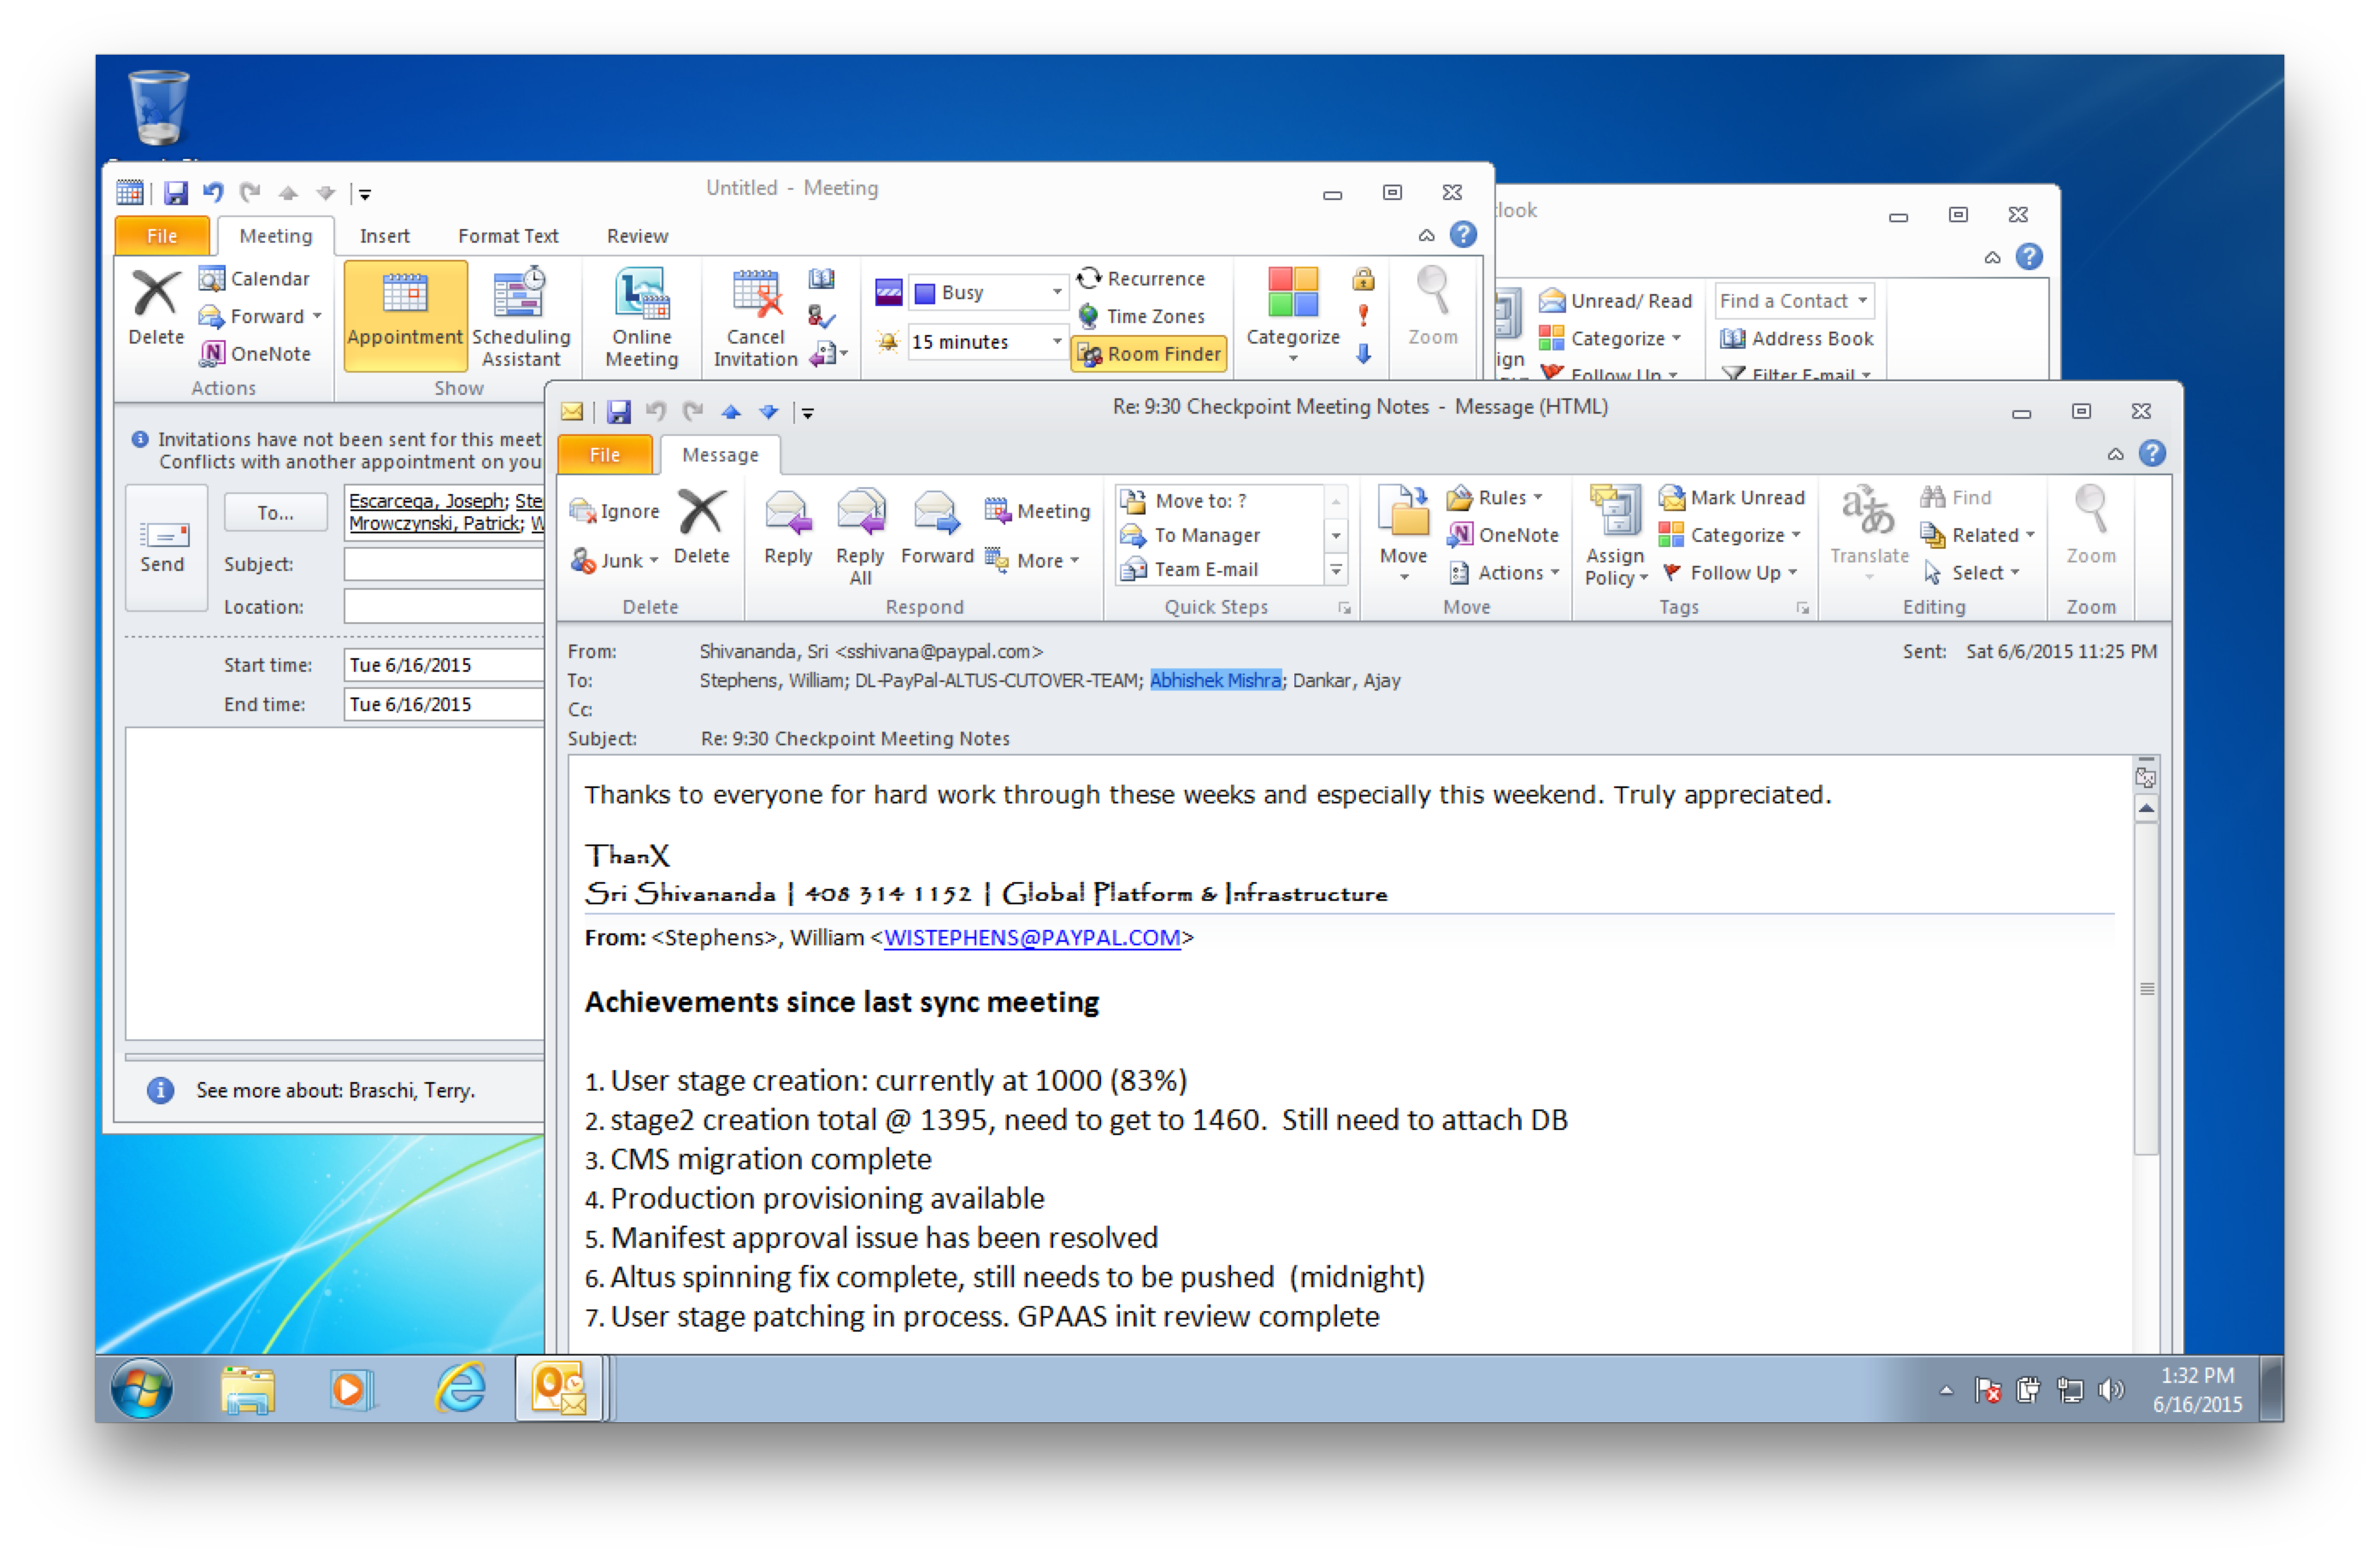 Untitled - Meeting
File Meeting Insert Format Text Review
Delete
Calendar
Forward
OneNote
Actions
Appointment
Scheduling
Assistant
Show
Online
Meeting
Cancel
Invitation
Busy
15 minutes
Recurrence
Time Zones
Room Finder
Categorize
Zoom
look
ign
Unread/ Read
Categorize
Follow Up
Find a Contact
Address Book
Filter E-mail
Invitations have not been sent for this meet
Conflicts with another appointment on you
Send
To...
Escarcega, Joseph; Ste
Mrowczynski, Patrick; W
Subject:
Location:
Start time: Tue 6/16/2015
End time: Tue 6/16/2015
See more about: Braschi, Terry.
Re: 9:30 Checkpoint Meeting Notes - Message (HTML)
File Message
Ignore
Junk
Delete
Delete
Reply
Reply
All
Forward
Meeting
More
Respond
Move to: ?
To Manager
Team E-mail
Quick Steps
Move
Rules
OneNote
Actions
Move
Assign
Policy
Mark Unread
Categorize
Follow Up
Tags
Translate
Find
Related
Select
Editing
Zoom
Zoom
From: Shivananda, Sri <sshivana@paypal.com> Sent: Sat 6/6/2015 11:25 PM
To: Stephens, William; DL-PayPal-ALTUS-CUTOVER-TEAM; Abhishek Mishra; Dankar, Ajay
Cc:
Subject: Re: 9:30 Checkpoint Meeting Notes
Thanks to everyone for hard work through these weeks and especially this weekend. Truly appreciated.
ThanX
Sri Shivananda | 408 314 1152 | Global Platform & Infrastructure
From: <Stephens>, William <WISTEPHENS@PAYPAL.COM>
Achievements since last sync meeting
1. User stage creation: currently at 1000 (83%)
2. stage2 creation total @ 1395, need to get to 1460.  Still need to attach DB
3. CMS migration complete
4. Production provisioning available
5. Manifest approval issue has been resolved
6. Altus spinning fix complete, still needs to be pushed  (midnight)
7. User stage patching in process. GPAAS init review complete
1:32 PM
6/16/2015